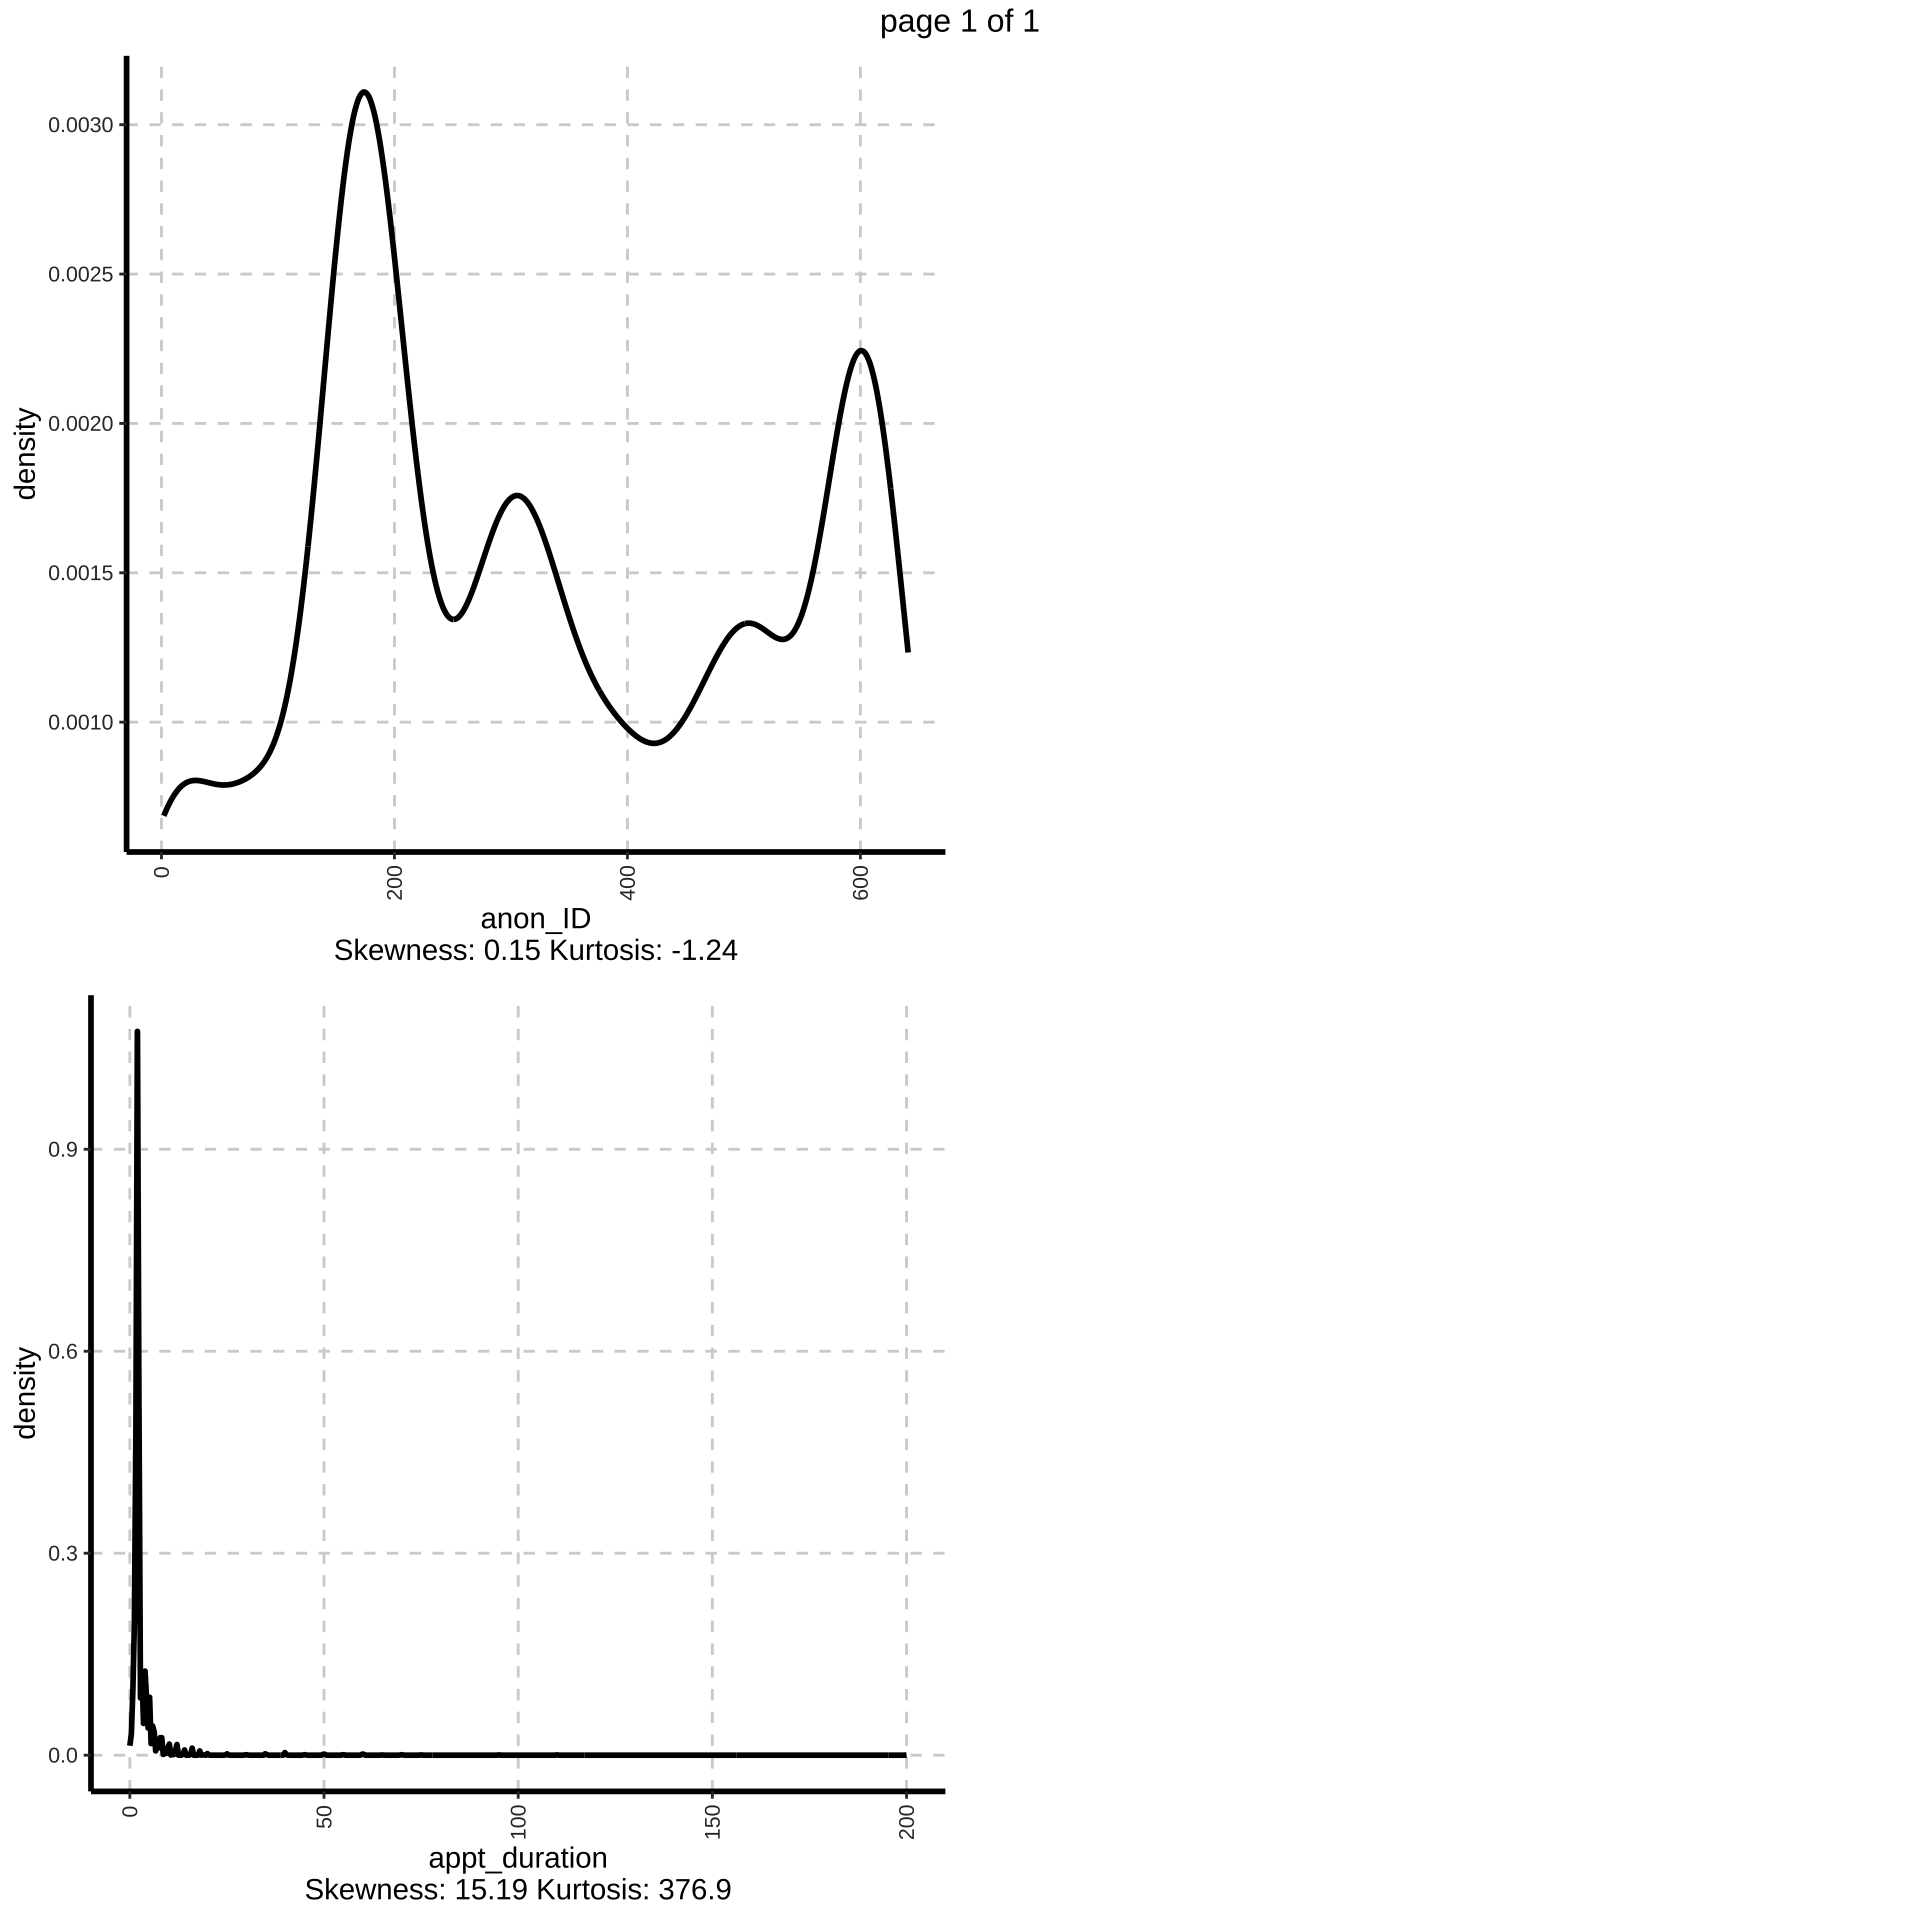 page 1 of 1
density
0.0030
0.0025
0.0020
0.0015
0.0010
0 200 400 600
anon_ID
Skewness: 0.15 Kurtosis: -1.24
density
0.9
0.6
0.3
0.0
0 50 100 150 200
appt_duration
Skewness: 15.19 Kurtosis: 376.9